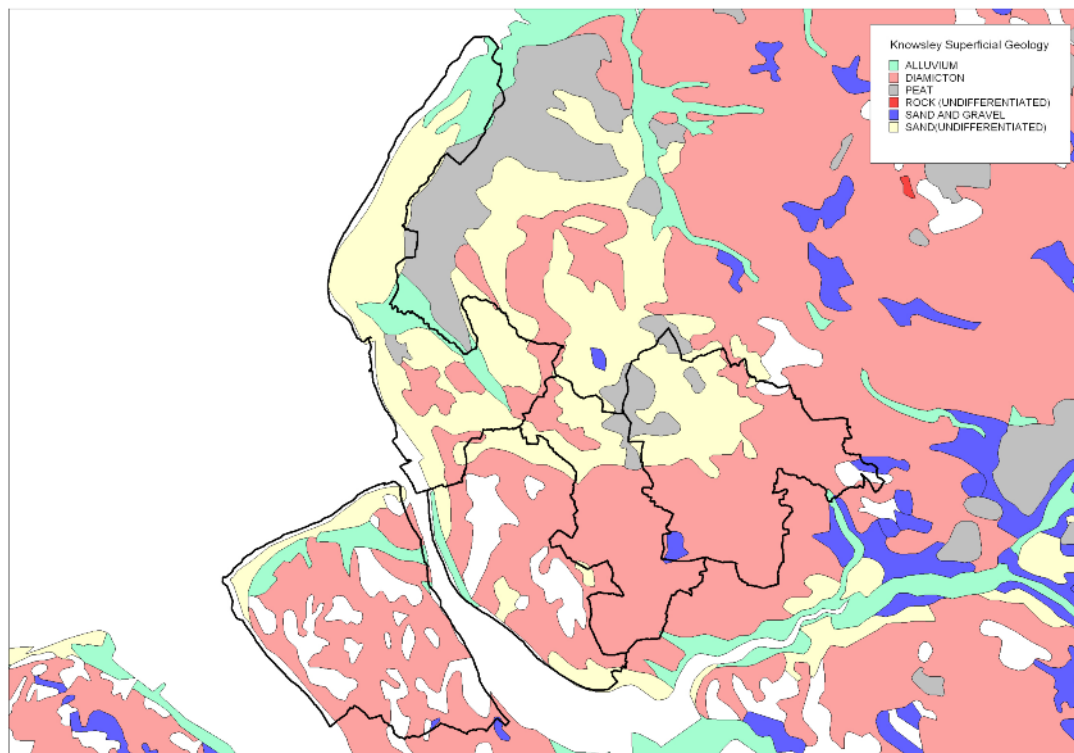 Knowsley Superficial Geology
ALLUVIUM
DIAMICTON
PEAT
ROCK (UNDIFFERENTIATED)
SAND AND GRAVEL
SAND(UNDIFFERENTIATED)